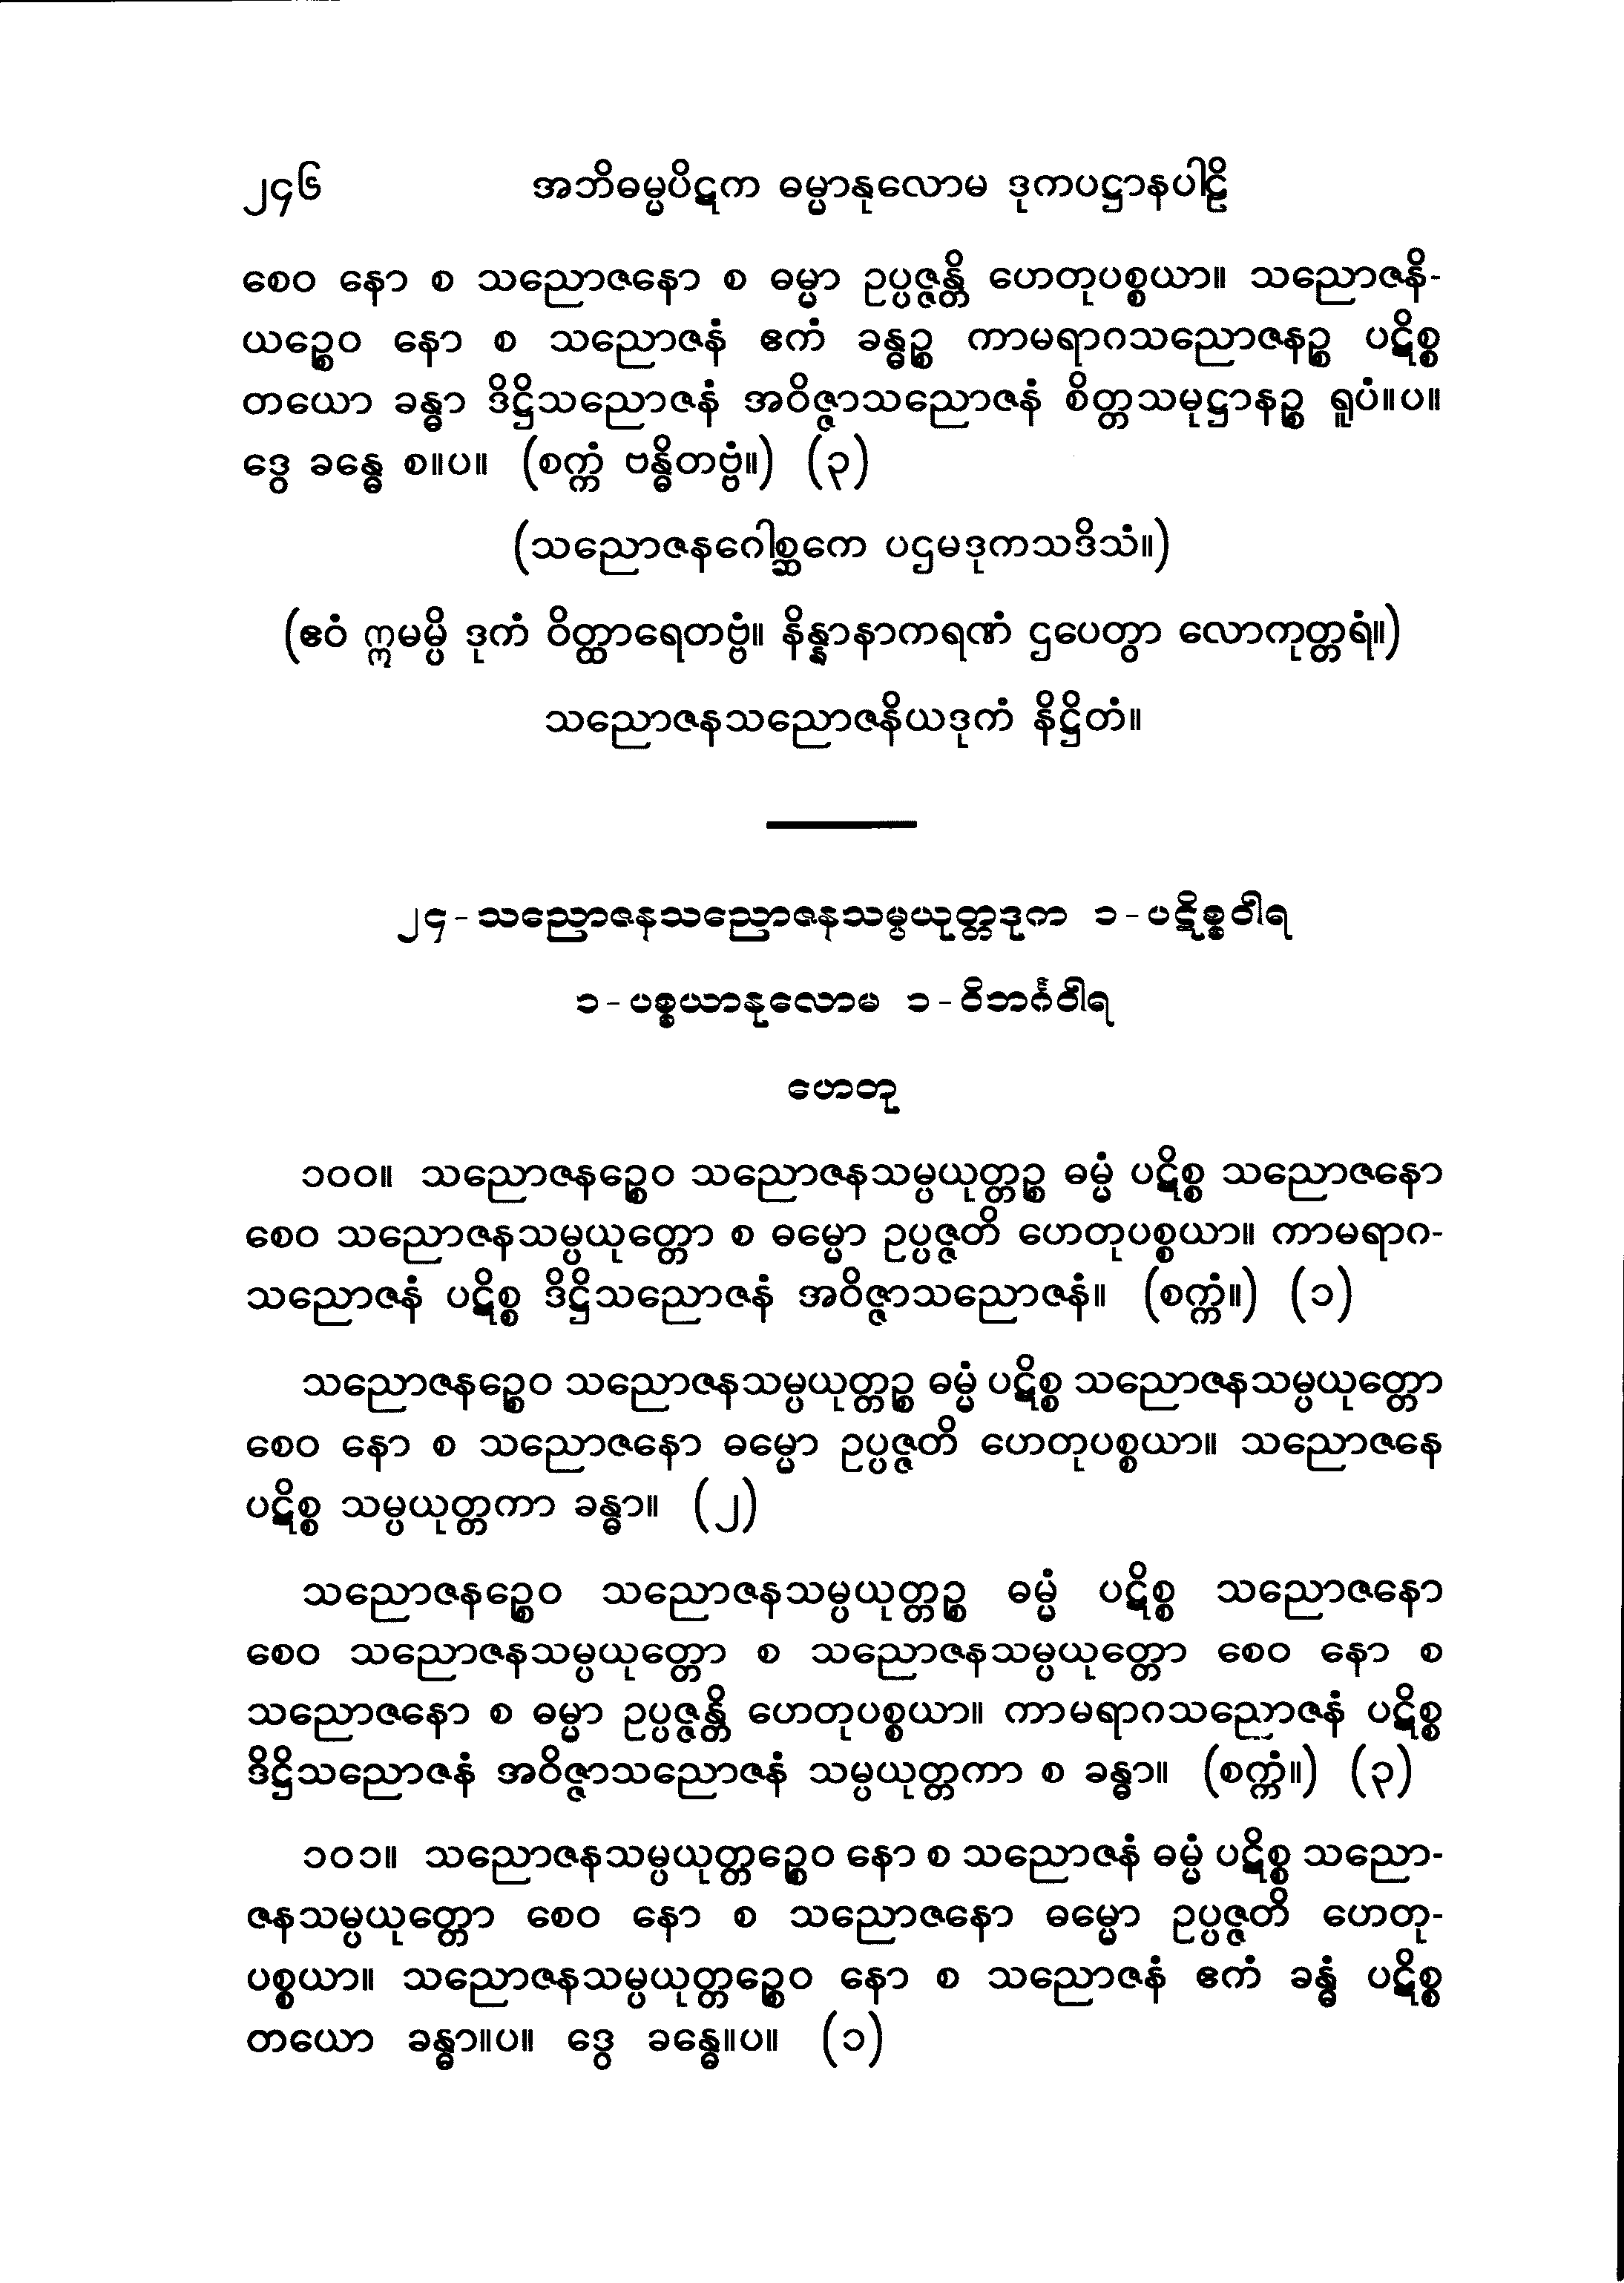 ၂၄၆ အဘိဓမ္မပိဋက ဓမ္မာနုလောမ ဒုကပဋ္ဌာနပါဠိ
စေဝ နော စ သညောဇနော စ ဓမ္မာ ဥပ္ပဇ္ဇန္တိ ဟေတုပစ္စယာ။ သညောဇနိ-
ယဉ္စေဝ နော စ သညောဇနံ ဧကံ ခန္ဓဉ္စ ကာမရာဂသညောဇနဉ္စ ပဋိစ္စ
တယော ခန္ဓာ ဒိဋ္ဌိသညောဇနံ အဝိဇ္ဇာသညောဇနံ စိတ္တသမုဋ္ဌာနဉ္စ ရူပံ။ပ။
ဒွေ ခန္ဓေ စ။ပ။ (စက္ကံ ဗန္ဓိတဗ္ဗံ။) (၃)
(သညောဇနဂေါစ္ဆကေ ပဌမဒုကသဒိသံ။)
(ဧဝံ ဣမမ္ပိ ဒုကံ ဝိတ္ထာရေတဗ္ဗံ။ နိန္နာနာကရဏံ ဌပေတွာ လောကုတ္တရံ။)
သညောဇနသညောဇနိယဒုကံ နိဋ္ဌိတံ။
၂၄-သညောဇနသညောဇနသမ္ပယုတ္တဒုက ၁-ပဋိစ္စဝါရ
၁-ပစ္စယာနုလောမ ၁-ဝိဘင်္ဂဝါရ
ဟေတု
၁၀၀။ သညောဇနဉ္စေဝ သညောဇနသမ္ပယုတ္တဉ္စ ဓမ္မံ ပဋိစ္စ သညောဇနော
စေဝ သညောဇနသမ္ပယုတ္တော စ ဓမ္မော ဥပ္ပဇ္ဇတိ ဟေတုပစ္စယာ။ ကာမရာဂ-
သညောဇနံ ပဋိစ္စ ဒိဋ္ဌိသညောဇနံ အဝိဇ္ဇာသညောဇနံ။ (စက္ကံ။) (၁)
သညောဇနဉ္စေဝ သညောဇနသမ္ပယုတ္တဉ္စ ဓမ္မံ ပဋိစ္စ သညောဇနသမ္ပယုတ္တော
စေဝ နော စ သညောဇနော ဓမ္မော ဥပ္ပဇ္ဇတိ ဟေတုပစ္စယာ။ သညောဇနေ
ပဋိစ္စ သမ္ပယုတ္တကာ ခန္ဓာ။ (၂)
သညောဇနဉ္စေဝ သညောဇနသမ္ပယုတ္တဉ္စ ဓမ္မံ ပဋိစ္စ သညောဇနော
စေဝ သညောဇနသမ္ပယုတ္တော စ သညောဇနသမ္ပယုတ္တော စေဝ နော စ
သညောဇနော စ ဓမ္မာ ဥပ္ပဇ္ဇန္တိ ဟေတုပစ္စယာ။ ကာမရာဂသညောဇနံ ပဋိစ္စ
ဒိဋ္ဌိသညောဇနံ အဝိဇ္ဇာသညောဇနံ သမ္ပယုတ္တကာ စ ခန္ဓာ။ (စက္ကံ။) (၃)
၁၀၁။ သညောဇနသမ္ပယုတ္တဉ္စေဝ နော စ သညောဇနံ ဓမ္မံ ပဋိစ္စ သညော-
ဇနသမ္ပယုတ္တော စေဝ နော စ သညောဇနော ဓမ္မော ဥပ္ပဇ္ဇတိ ဟေတု-
ပစ္စယာ။ သညောဇနသမ္ပယုတ္တဉ္စေဝ နော စ သညောဇနံ ဧကံ ခန္ဓံ ပဋိစ္စ
တယော ခန္ဓာ။ပ။ ဒွေ ခန္ဓေ။ပ။ (၁)